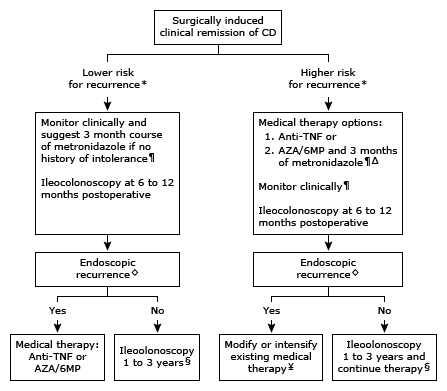 Surgically induced
clinical remission of CD
Lower risk
for recurrence*
Higher risk
for recurrence*
Monitor clinically and
suggest 3 month course
of metronidazole if no
history of intolerance¶
Ileocolonoscopy at 6 to 12
months postoperative
Medical therapy options:
1. Anti-TNF or
2. AZA/6MP and 3 months
of metronidazole¶Δ
Monitor clinically¶
Ileocolonoscopy at 6 to 12
months postoperative
Endoscopic
recurrence◇
Endoscopic
recurrence◇
Yes
No
Yes
No
Medical therapy:
Anti-TNF or
AZA/6MP
Ileoolonoscopy
1 to 3 years§
Modify or intensify
existing medical
therapy¥
Ileoolonoscopy
1 to 3 years and
continue therapy§